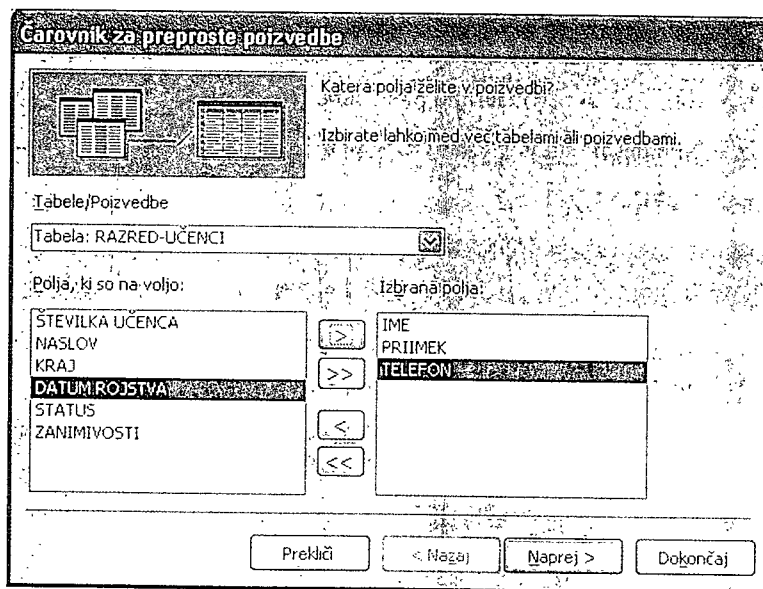 Čarovnik za preproste poizvedbe
Katera polja želite v poizvedbi?
Izbirate lahko med več tabelami ali poizvedbami.
Tabele/Poizvedbe
Tabela: RAZRED-UČENCI
Polja, ki so na voljo:
ŠTEVILKA UČENCA
NASLOV
KRAJ
DATUM ROJSTVA
STATUS
ZANIMIVOSTI
>
>>
<
<<
Izbrana polja:
IME
PRIIMEK
TELEFON
Prekliči
< Nazaj
Naprej >
Dokončaj